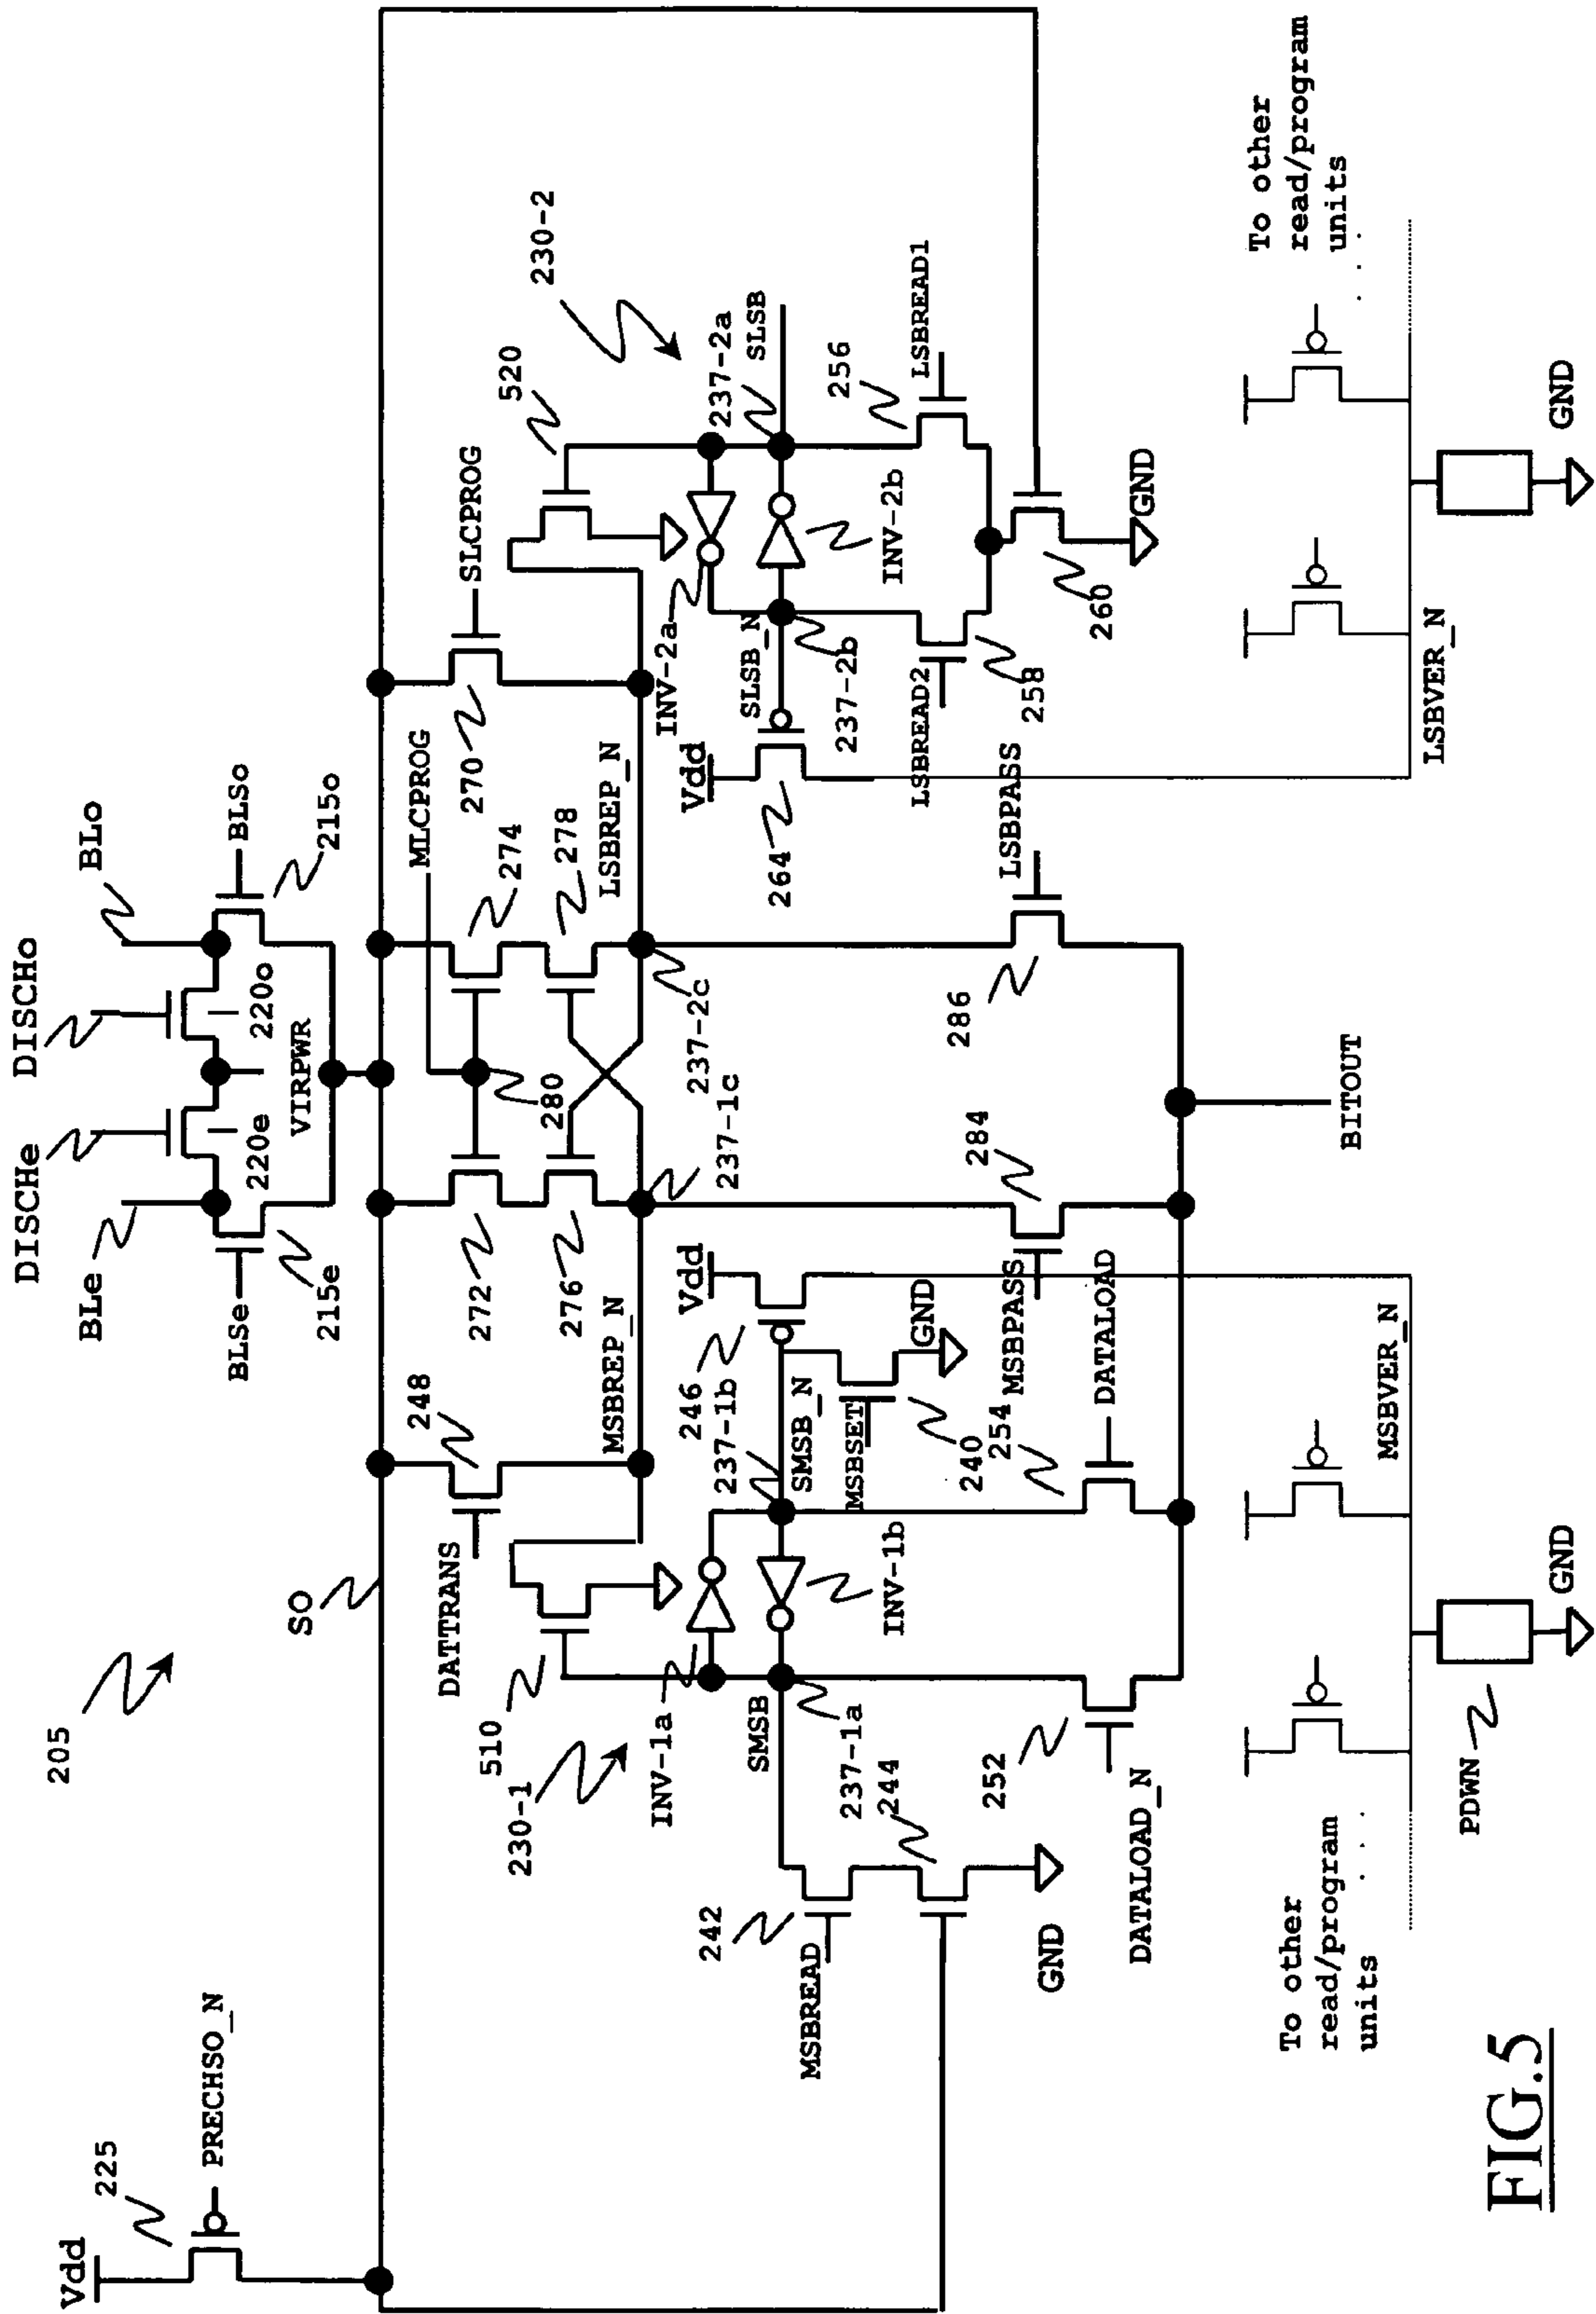 205
225
Vdd
PRECHSO_N
SO
DISCHe
DISCHo
BLe
BLo
BLSe
BLSo
215e
215o
220e
220o
VIRPWR
DATTRANS
248
272
276
MLCPROG
280
274
278
270
SLCPROG
MSBREP_N
LSBREP_N
237-1c
237-2c
510
520
230-1
230-2
INV-1a
INV-1b
SMSB
237-1a
237-1b
SMSB_N
246
Vdd
MSBSET
240
GND
242
MSBREAD
244
GND
252
DATALOAD_N
254
DATALOAD
MSBPASS
284
286
LSBPASS
BITOUT
INV-2a
INV-2b
SLSB_N
237-2b
237-2a
SLSB
Vdd
264
LSBREAD2
258
256
LSBREAD1
260
GND
MSBVER_N
LSBVER_N
To other
read/program
units
. . .
To other
read/program
units
. . .
PDWN
GND
GND
FIG.5